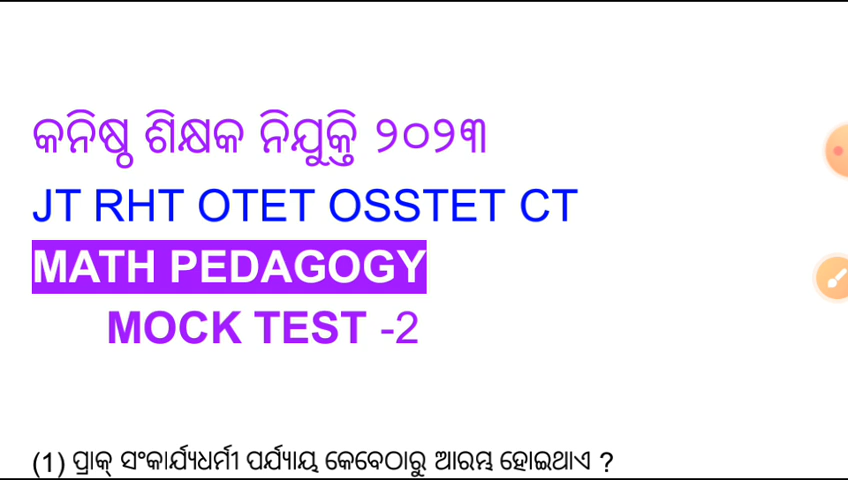 କନିଷ୍ଠ ଶିକ୍ଷକ ନିଯୁକ୍ତି ୨୦୨୩
JT RHT OTET OSSTET CT
MATH PEDAGOGY
MOCK TEST -2
(1) ପ୍ରାକ୍ ସଂକାର୍ଯ୍ୟଧର୍ମୀ ପର୍ଯ୍ୟାୟ କେବେଠାରୁ ଆରମ୍ଭ ହୋଇଥାଏ ?